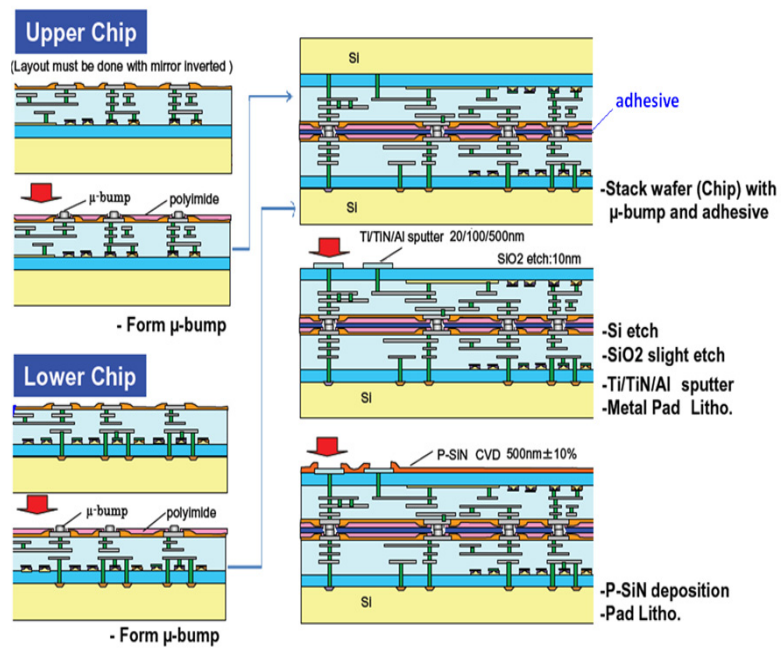 Upper Chip
(Layout must be done with mirror inverted )
μ-bump
polyimide
- Form μ-bump
Lower Chip
μ-bump
polyimide
- Form μ-bump
SI
adhesive
-Stack wafer (Chip) with
μ-bump and adhesive
SI
Ti/TiN/Al sputter 20/100/500nm
SiO2 etch:10nm
-Si etch
-SiO2 slight etch
-Ti/TiN/Al sputter
-Metal Pad Litho.
SI
P-SiN CVD 500nm±10%
-P-SiN deposition
-Pad Litho.
SI